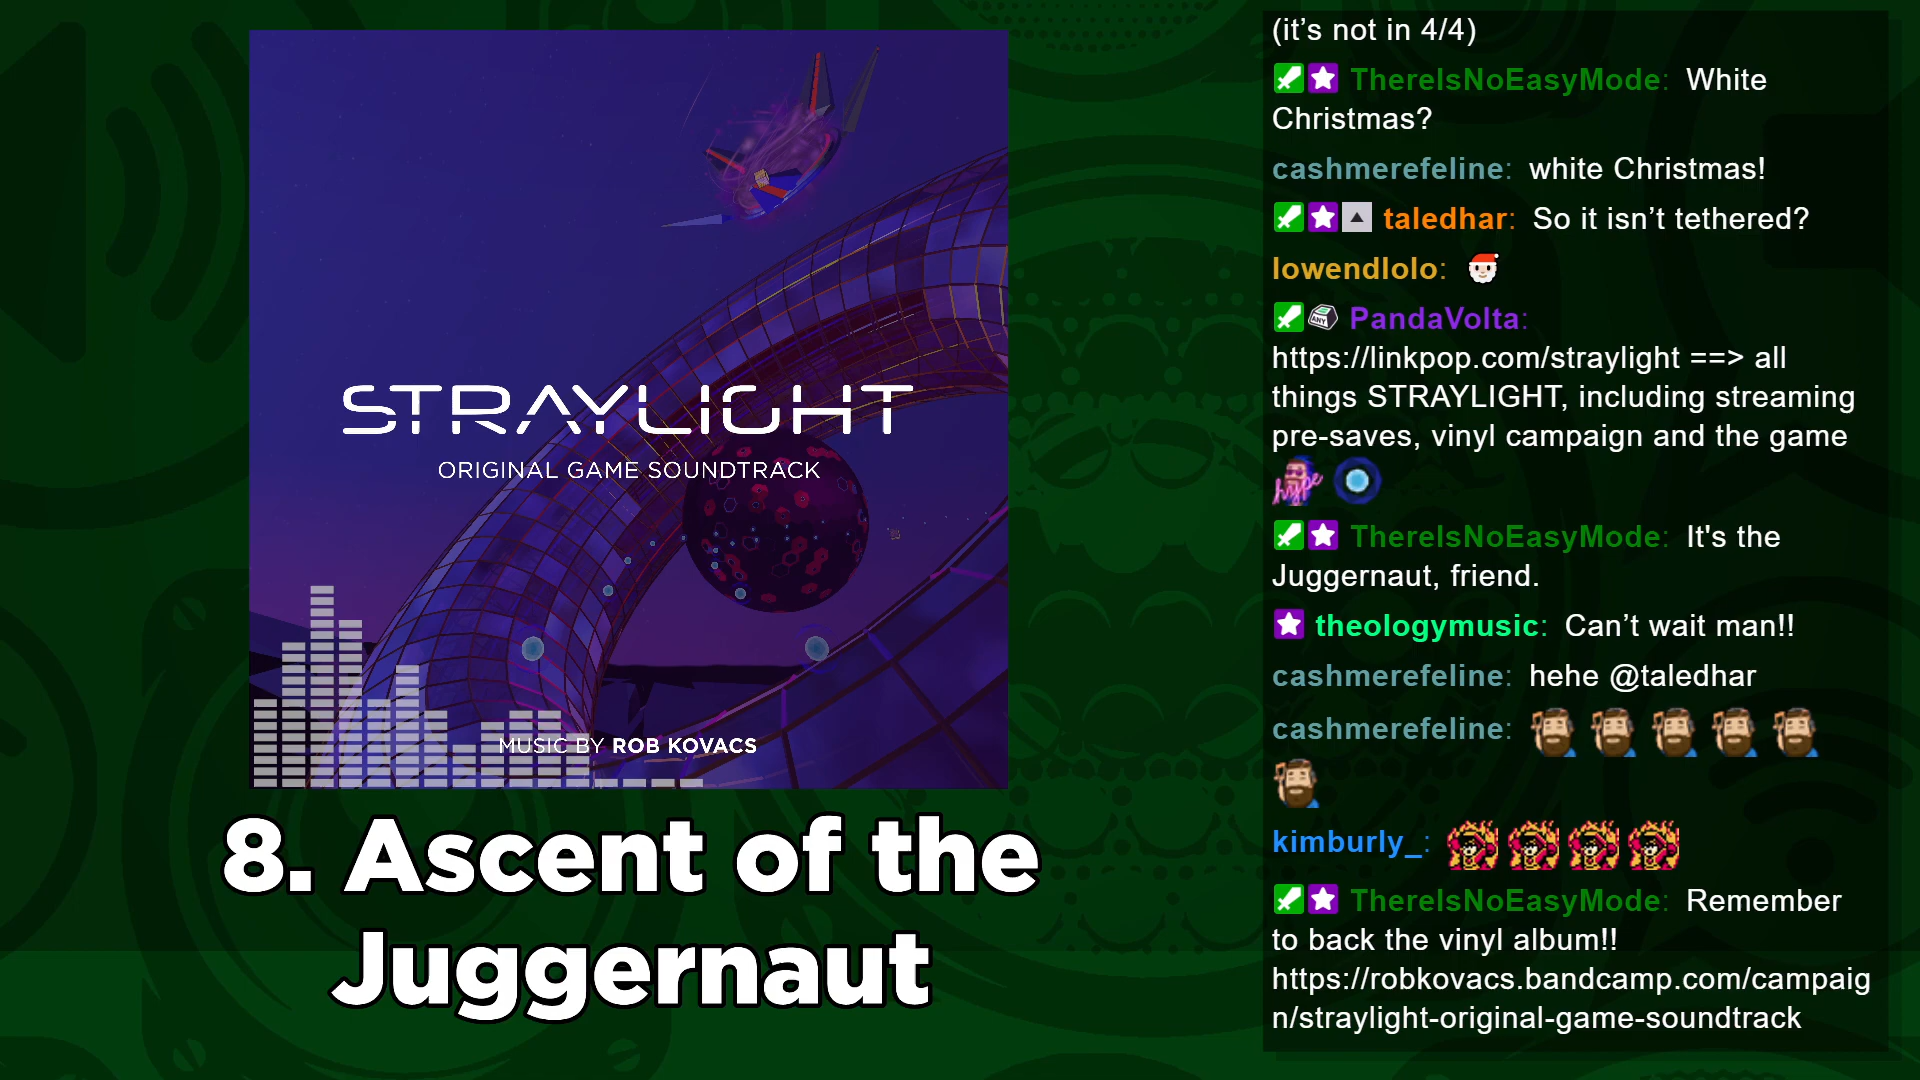 STRAYLIGHT
ORIGINAL GAME SOUNDTRACK
MUSIC BY ROB KOVACS
8. Ascent of the
Juggernaut
(it’s not in 4/4)
ThereIsNoEasyMode: White
Christmas?
cashmerefeline: white Christmas!
taledhar: So it isn’t tethered?
lowendlolo:
ANY PandaVolta:
https://linkpop.com/straylight ==> all
things STRAYLIGHT, including streaming
pre-saves, vinyl campaign and the game
hype
ThereIsNoEasyMode: It's the
Juggernaut, friend.
theologymusic: Can’t wait man!!
cashmerefeline: hehe @taledhar
cashmerefeline:
kimburly_:
ThereIsNoEasyMode: Remember
to back the vinyl album!!
https://robkovacs.bandcamp.com/campaig
n/straylight-original-game-soundtrack